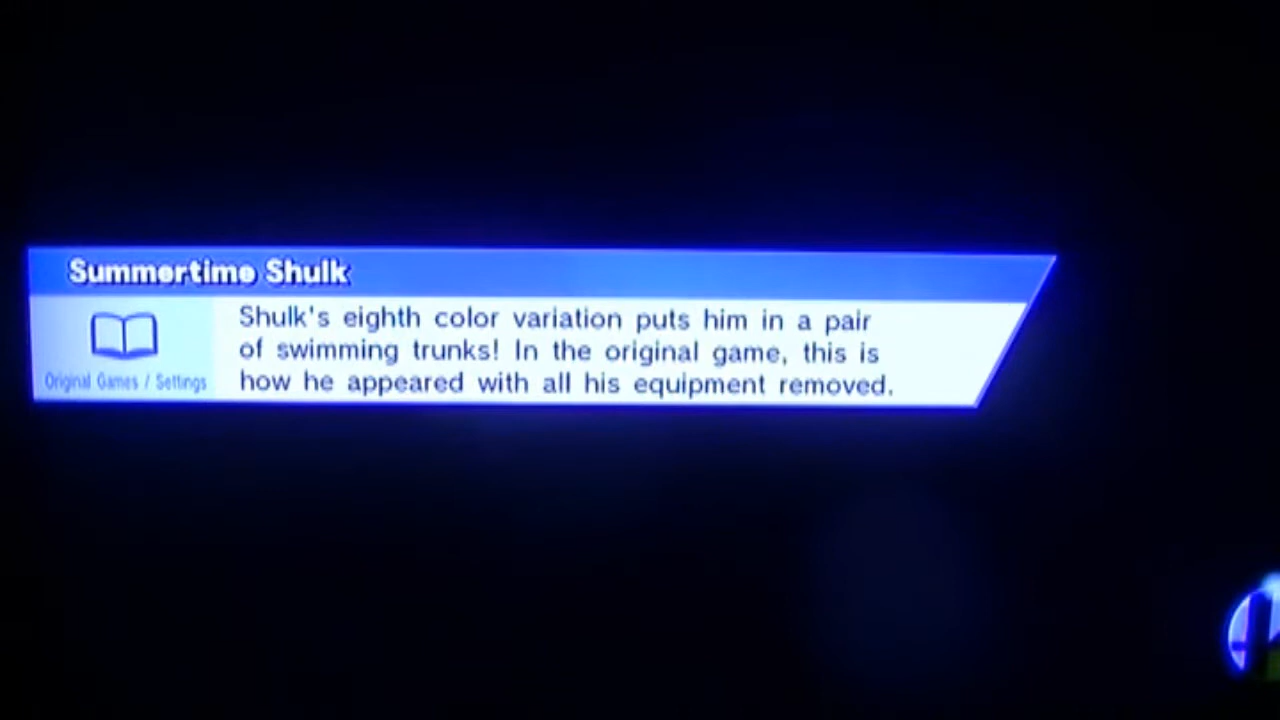 Summertime Shulk
Shulk's eighth color variation puts him in a pair
of swimming trunks! In the original game, this is
how he appeared with all his equipment removed.
Original Games / Settings